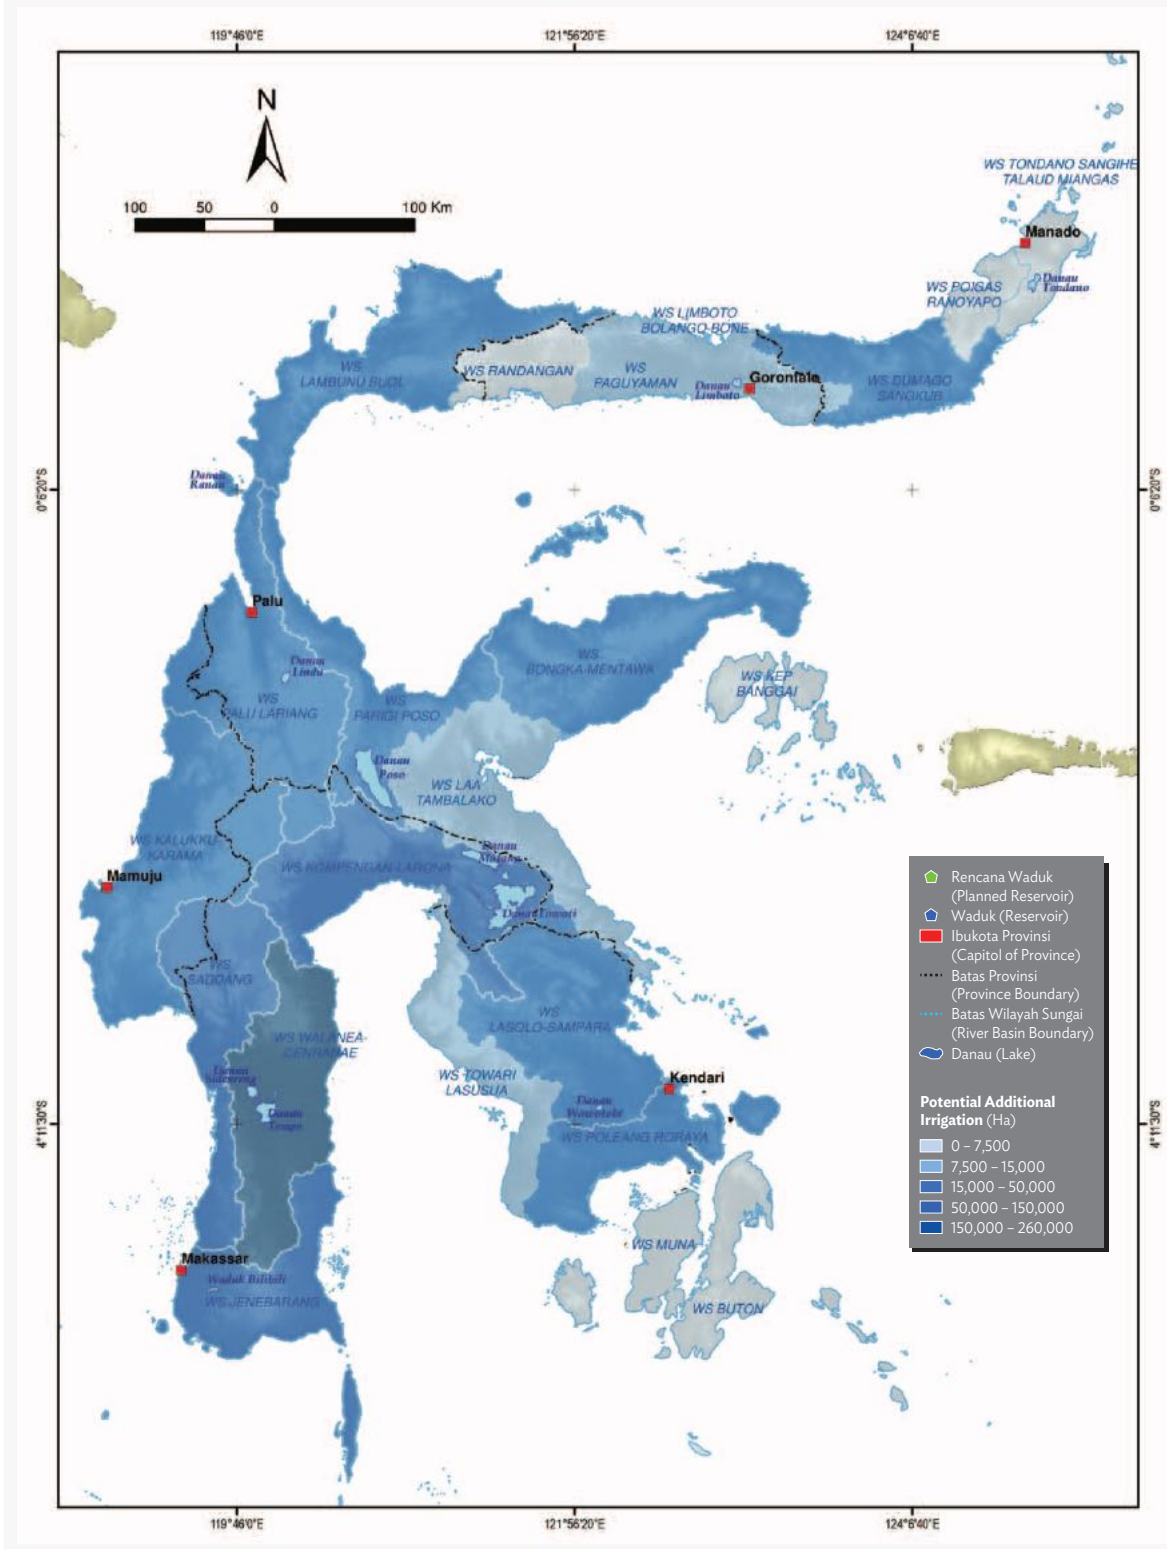 119°46'0"E
121°56'20"E
124°6'40"E
N
100
50
0
100 Km
WS TONDANO SANGIHE
TALAUD MIANGAS
Manado
Danau
Tondano
WS POIGAS
RANOYAPO
WS LIMBOTO
BOLANGO-BONE
WS
LAMBUNU BUOL
WS RANDANGAN
WS
PAGUYAMAN
Danau
Limboto
Gorontalo
WS DUMAGO
SANGKUB
Danau
Ranau
0°6'20"S
0°6'20"S
Palu
Danau
Lindu
WS
BONGKA-MENTAWA
WS KEP
BANGGAI
WS
PALU LARIANG
WS
PARIGI POSO
Danau
Poso
WS LAA
TAMBALAKO
WS KALUKKU-
KARAMA
Danau
WS POMPENGAN-LARONA
Mamuju
Danau Towuti
WS
SADDANG
WS
LASOLO-SAMPARA
WS WALANEA-
CENRANAE
Danau
Sidenreng
WS TOWARI
LASUSUA
Kendari
Danau
Tempe
Danau
Wawotobi
WS POLEANG RORAYA
4°11'30"S
4°11'30"S
Makassar
Waduk Bilibili
WS JENEBARANG
WS MUNA
WS BUTON
Rencana Waduk
(Planned Reservoir)
Waduk (Reservoir)
Ibukota Provinsi
(Capitol of Province)
Batas Provinsi
(Province Boundary)
Batas Wilayah Sungai
(River Basin Boundary)
Danau (Lake)
Potential Additional
Irrigation (Ha)
0 – 7,500
7,500 – 15,000
15,000 – 50,000
50,000 – 150,000
150,000 – 260,000
119°46'0"E
121°56'20"E
124°6'40"E